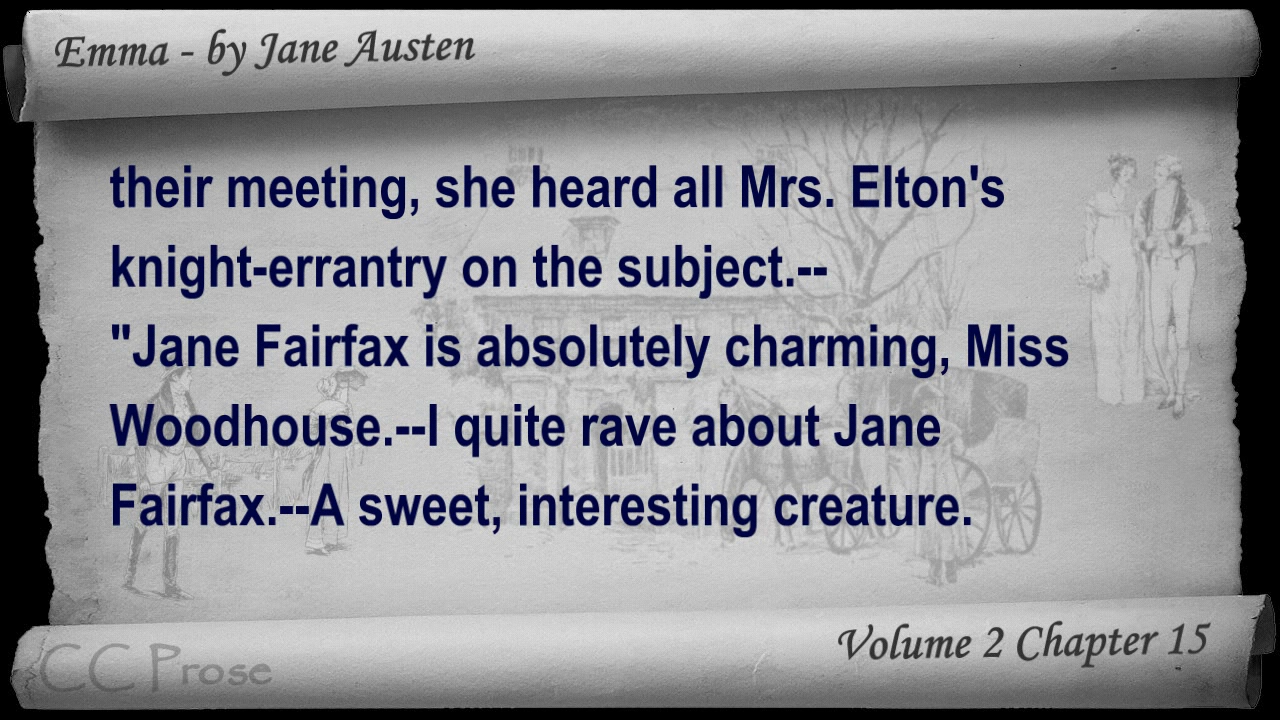 Emma - by Jane Austen
their meeting, she heard all Mrs. Elton's
knight-errantry on the subject.--
"Jane Fairfax is absolutely charming, Miss
Woodhouse.--I quite rave about Jane
Fairfax.--A sweet, interesting creature.
Volume 2 Chapter 15
CC Prose